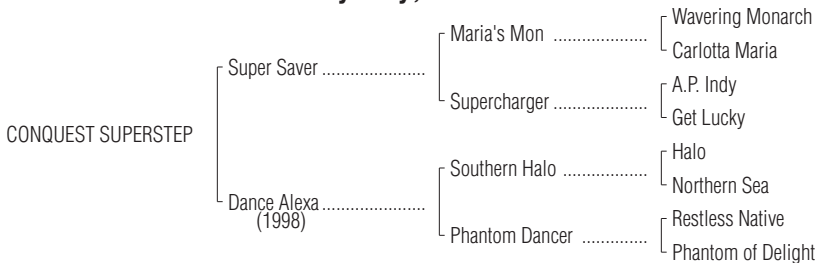 Maria's Mon ....................
Wavering Monarch
Carlotta Maria
Super Saver ......................
Supercharger ....................
A.P. Indy
Get Lucky
CONQUEST SUPERSTEP
Southern Halo ..................
Halo
Northern Sea
Dance Alexa ......................
(1998)
Phantom Dancer ..............
Restless Native
Phantom of Delight